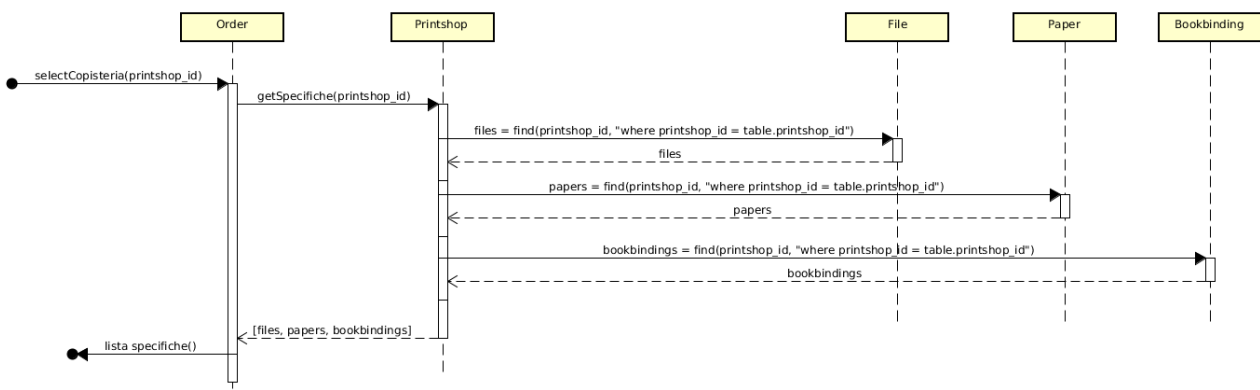 Order
Printshop
File
Paper
Bookbinding
selectCopisteria(printshop_id)
getSpecifiche(printshop_id)
files = find(printshop_id, "where printshop_id = table.printshop_id")
files
papers = find(printshop_id, "where printshop_id = table.printshop_id")
papers
bookbindings = find(printshop_id, "where printshop_id = table.printshop_id")
bookbindings
[files, papers, bookbindings]
lista specifiche()